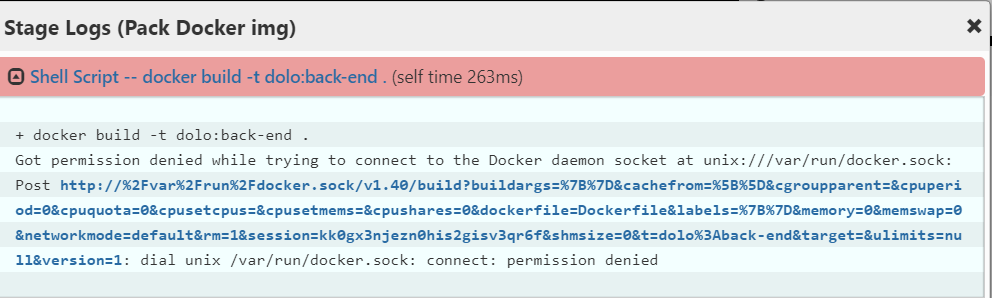 Stage Logs (Pack Docker img)
Shell Script -- docker build -t dolo:back-end . (self time 263ms)
+ docker build -t dolo:back-end .
Got permission denied while trying to connect to the Docker daemon socket at unix:///var/run/docker.sock:
Post http://%2Fvar%2Frun%2Fdocker.sock/v1.40/build?buildargs=%7B%7D&cachefrom=%5B%5D&cgroupparent=&cpuperi
od=0&cpuquota=0&cpusetcpus=&cpusetmems=&cpushares=0&dockerfile=Dockerfile&labels=%7B%7D&memory=0&memswap=0
&networkmode=default&rm=1&session=kk0gx3njezn0his2gisv3qr6f&shmsize=0&t=dolo%3Aback-end&target=&ulimits=nu
ll&version=1: dial unix /var/run/docker.sock: connect: permission denied